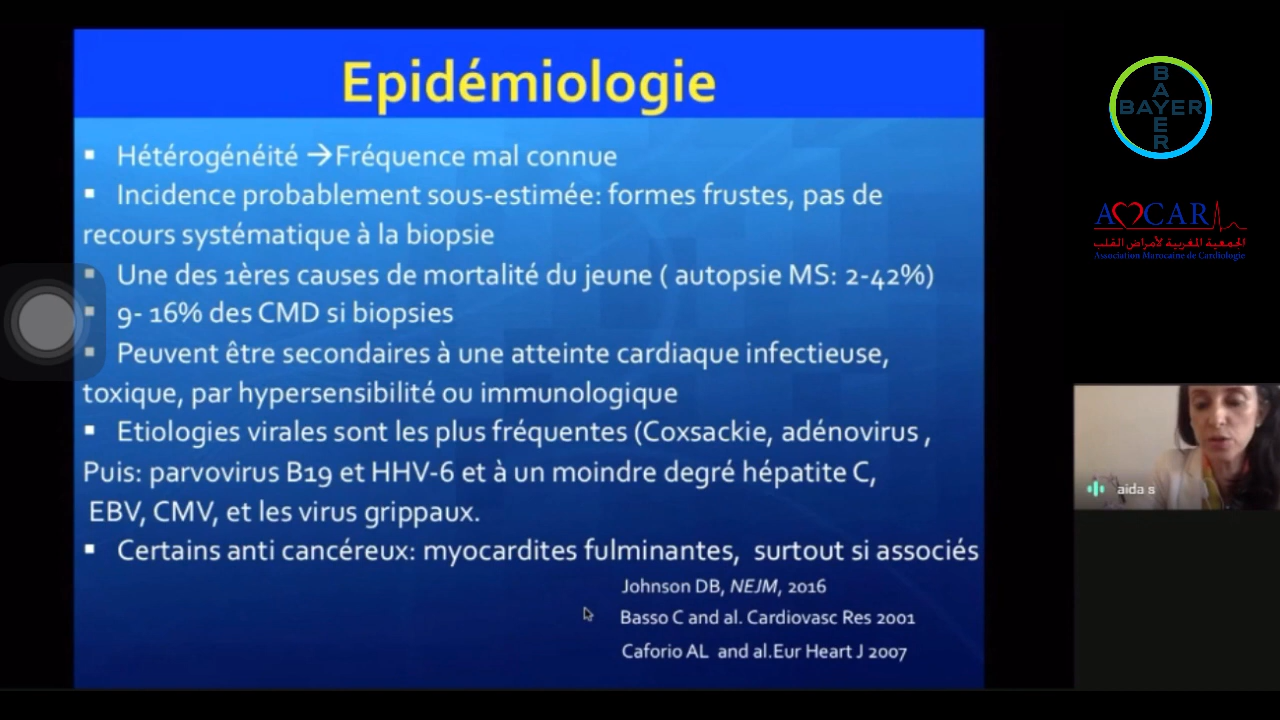 Epidémiologie
▪ Hétérogénéité →Fréquence mal connue
▪ Incidence probablement sous-estimée: formes frustes, pas de
recours systématique à la biopsie
▪ Une des 1ères causes de mortalité du jeune ( autopsie MS: 2-42%)
▪ 9- 16% des CMD si biopsies
▪ Peuvent être secondaires à une atteinte cardiaque infectieuse,
toxique, par hypersensibilité ou immunologique
▪ Etiologies virales sont les plus fréquentes (Coxsackie, adénovirus ,
Puis: parvovirus B19 et HHV-6 et à un moindre degré hépatite C,
EBV, CMV, et les virus grippaux.
▪ Certains anti cancéreux: myocardites fulminantes, surtout si associés
Johnson DB, NEJM, 2016
Basso C and al. Cardiovasc Res 2001
Caforio AL and al.Eur Heart J 2007
BAYER
BAYER
AMCAR
الجمعية المغربية لأمراض القلب
Association Marocaine de Cardiologie
aida s